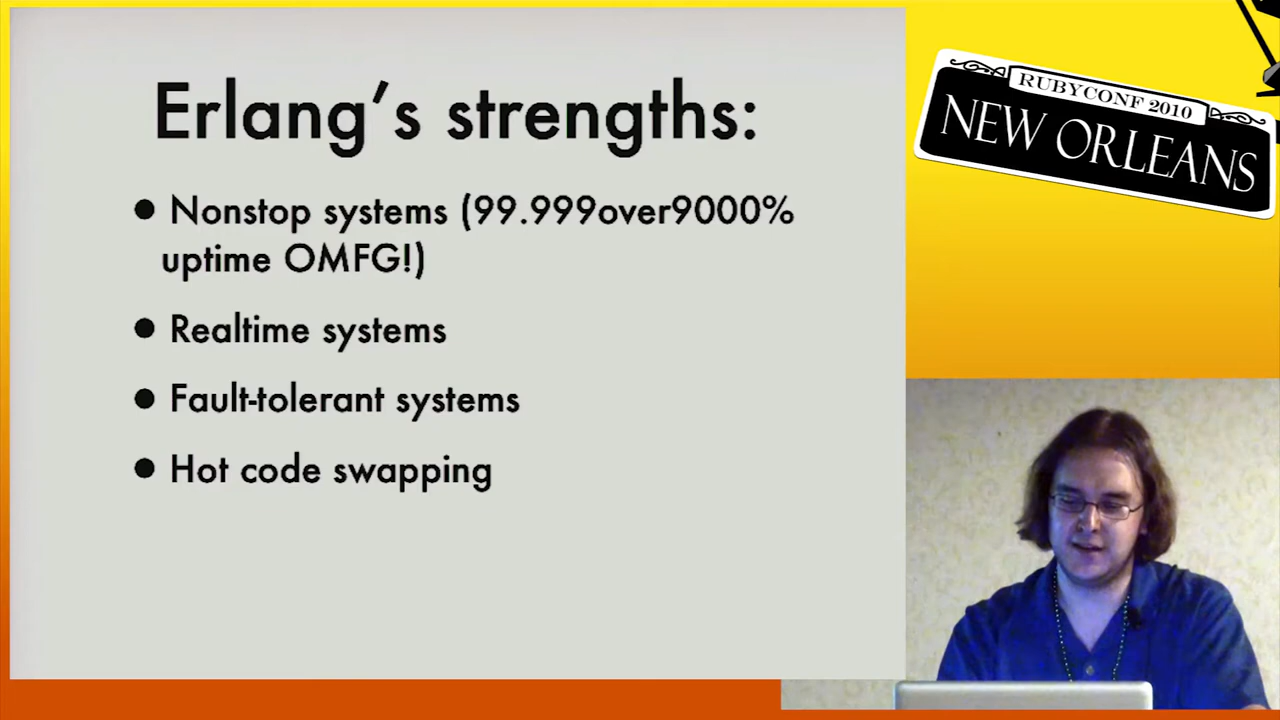 Erlang’s strengths:
● Nonstop systems (99.999over9000%
uptime OMFG!)
● Realtime systems
● Fault-tolerant systems
● Hot code swapping
RUBYCONF 2010
NEW ORLEANS